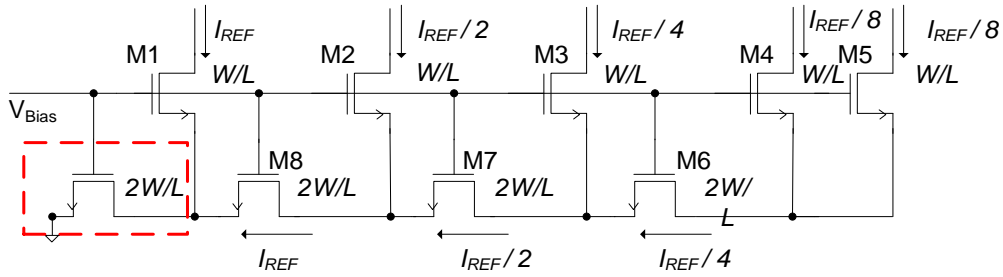 I_REF
I_REF / 2
I_REF / 4
I_REF / 8
I_REF / 8
M1
M2
M3
M4
M5
W/L
W/L
W/L
W/L
W/L
V_Bias
M8
M7
M6
2W/L
2W/L
2W/L
2W/
L
I_REF
I_REF / 2
I_REF / 4